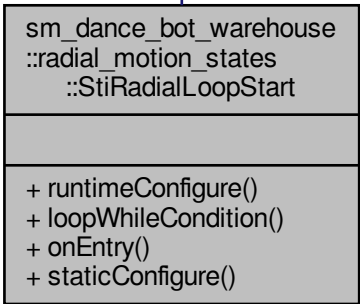 sm_dance_bot_warehouse
::radial_motion_states
::StiRadialLoopStart
+ runtimeConfigure()
+ loopWhileCondition()
+ onEntry()
+ staticConfigure()